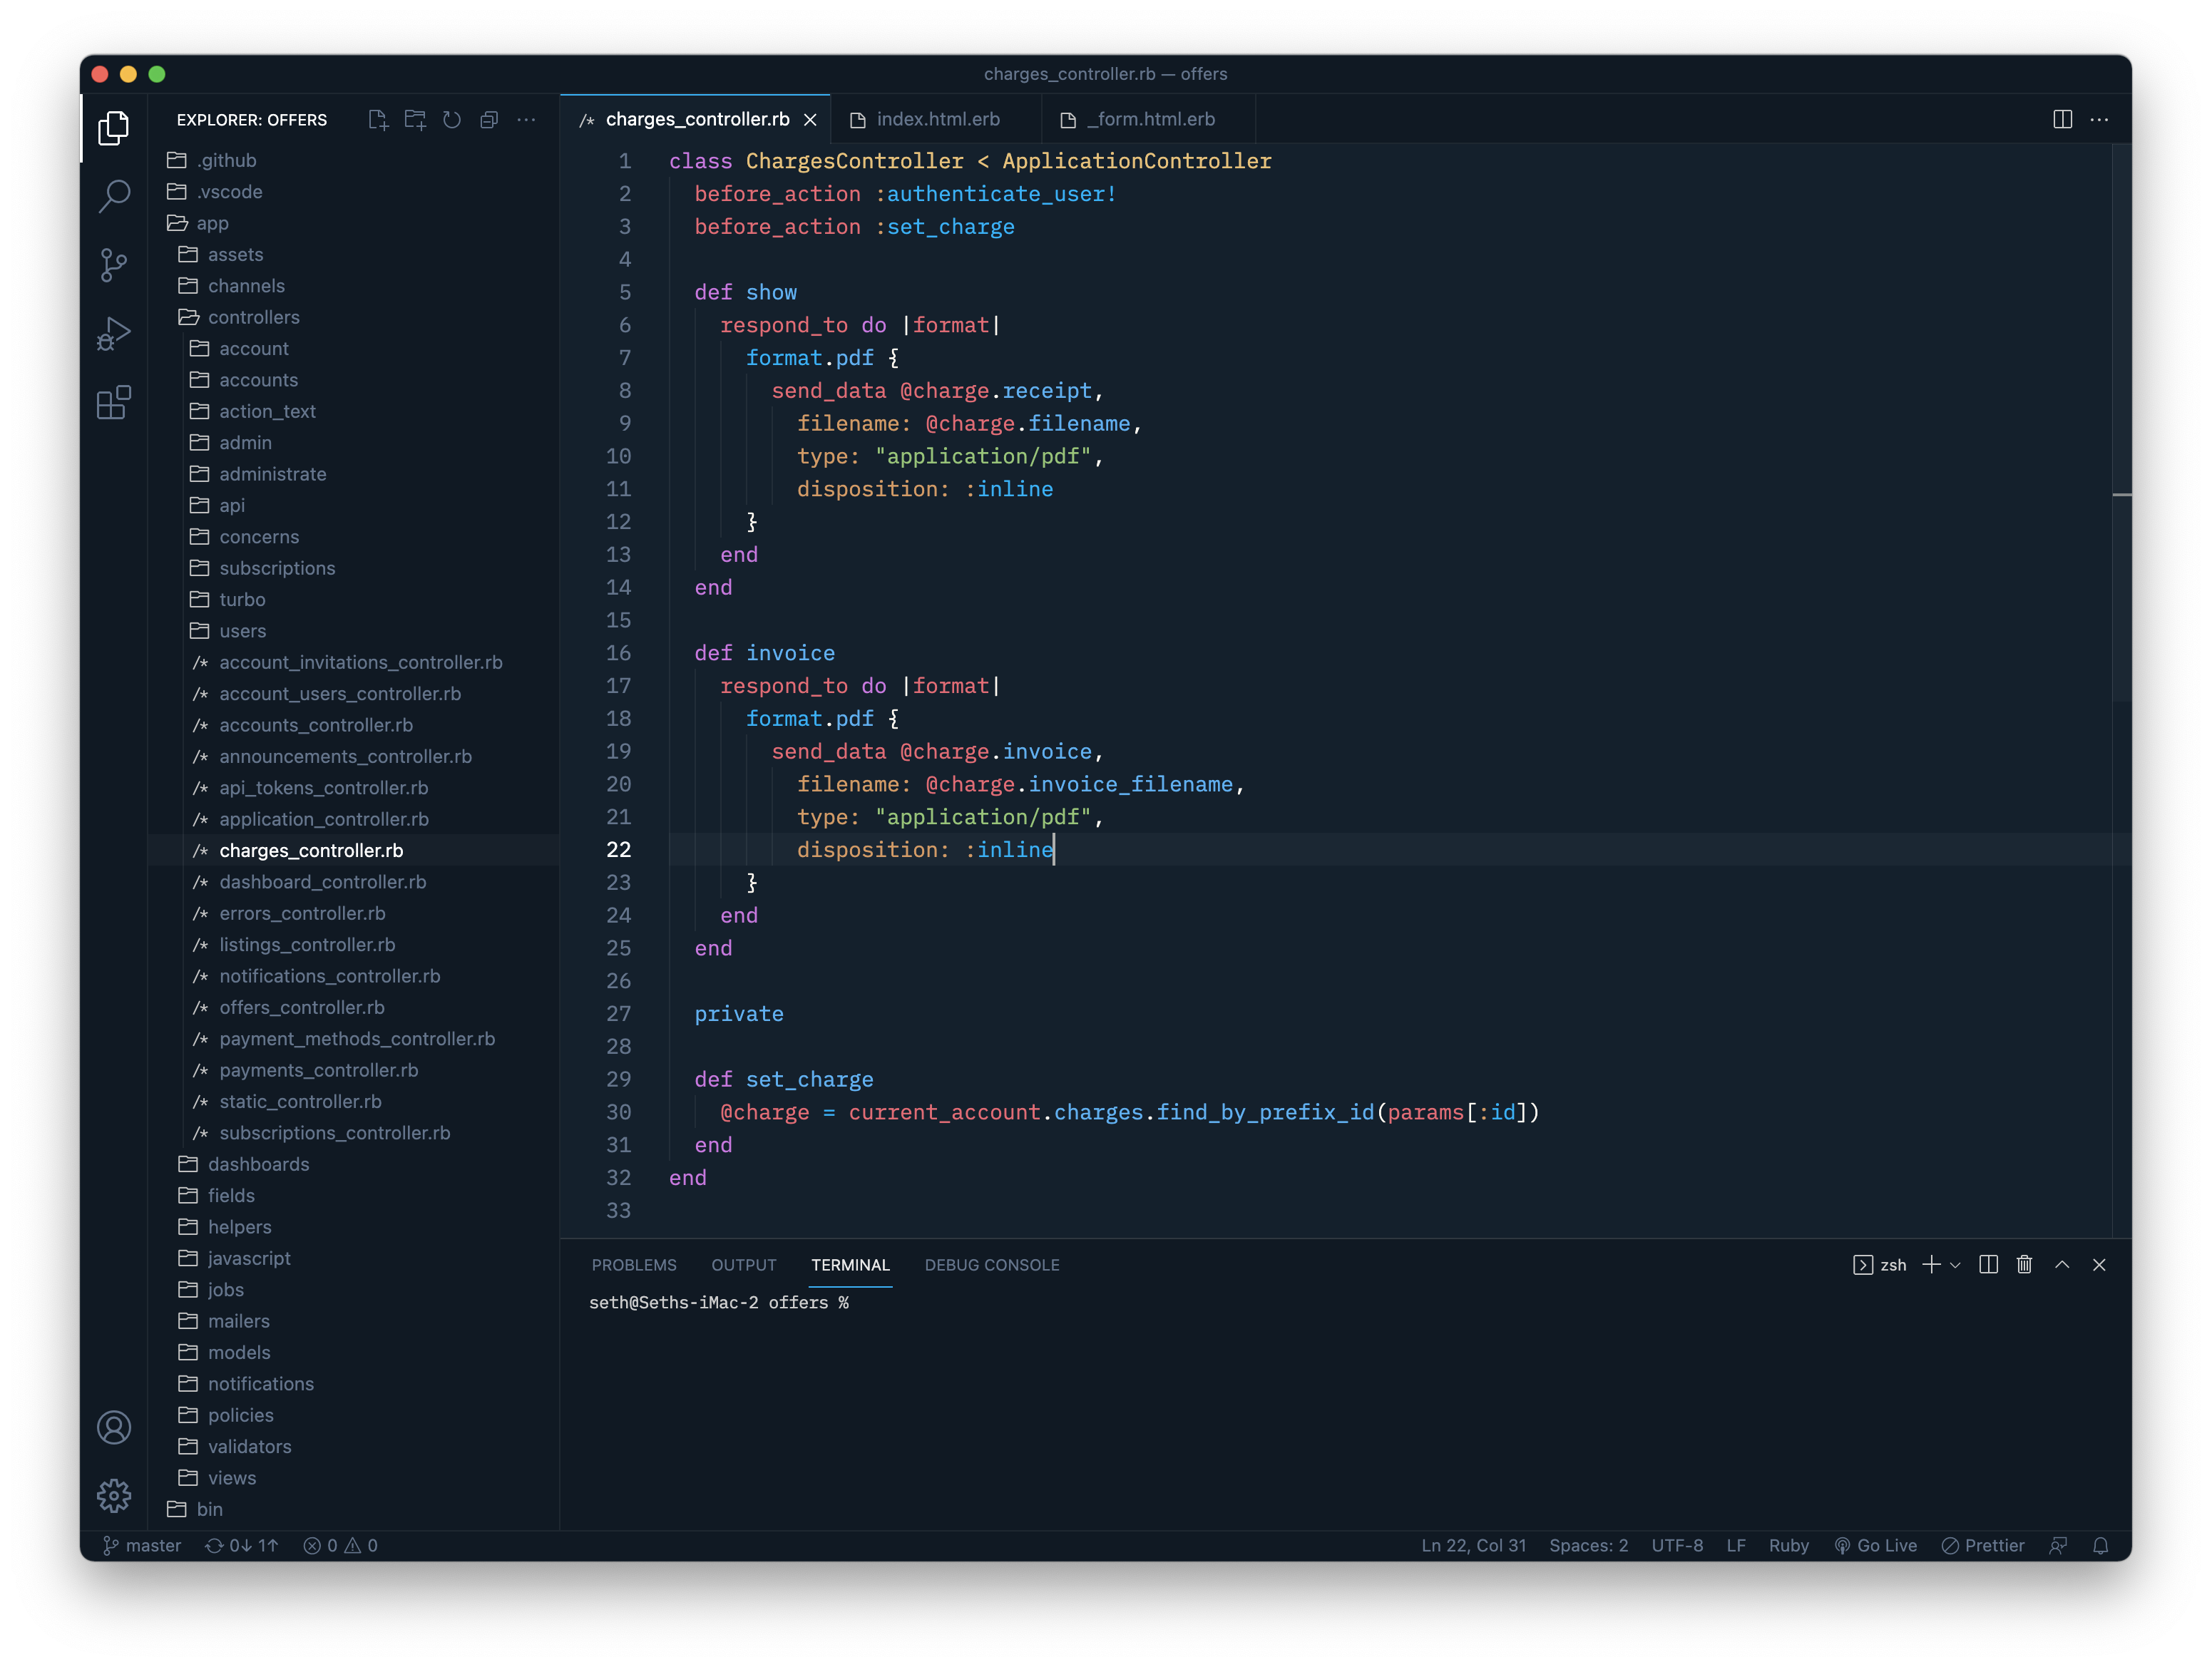 charges_controller.rb — offers
EXPLORER: OFFERS
.github
.vscode
app
assets
channels
controllers
account
accounts
action_text
admin
administrate
api
concerns
subscriptions
turbo
users
/* account_invitations_controller.rb
/* account_users_controller.rb
/* accounts_controller.rb
/* announcements_controller.rb
/* api_tokens_controller.rb
/* application_controller.rb
/* charges_controller.rb
/* dashboard_controller.rb
/* errors_controller.rb
/* listings_controller.rb
/* notifications_controller.rb
/* offers_controller.rb
/* payment_methods_controller.rb
/* payments_controller.rb
/* static_controller.rb
/* subscriptions_controller.rb
dashboards
fields
helpers
javascript
jobs
mailers
models
notifications
policies
validators
views
bin
/* charges_controller.rb index.html.erb _form.html.erb
1 class ChargesController < ApplicationController
2 before_action :authenticate_user!
3 before_action :set_charge
4
5 def show
6 respond_to do |format|
7 format.pdf {
8 send_data @charge.receipt,
9 filename: @charge.filename,
10 type: "application/pdf",
11 disposition: :inline
12 }
13 end
14 end
15
16 def invoice
17 respond_to do |format|
18 format.pdf {
19 send_data @charge.invoice,
20 filename: @charge.invoice_filename,
21 type: "application/pdf",
22 disposition: :inline
23 }
24 end
25 end
26
27 private
28
29 def set_charge
30 @charge = current_account.charges.find_by_prefix_id(params[:id])
31 end
32 end
33
PROBLEMS OUTPUT TERMINAL DEBUG CONSOLE zsh
seth@Seths-iMac-2 offers %
master 0↓ 1↑ 0 0 Ln 22, Col 31 Spaces: 2 UTF-8 LF Ruby Go Live Prettier